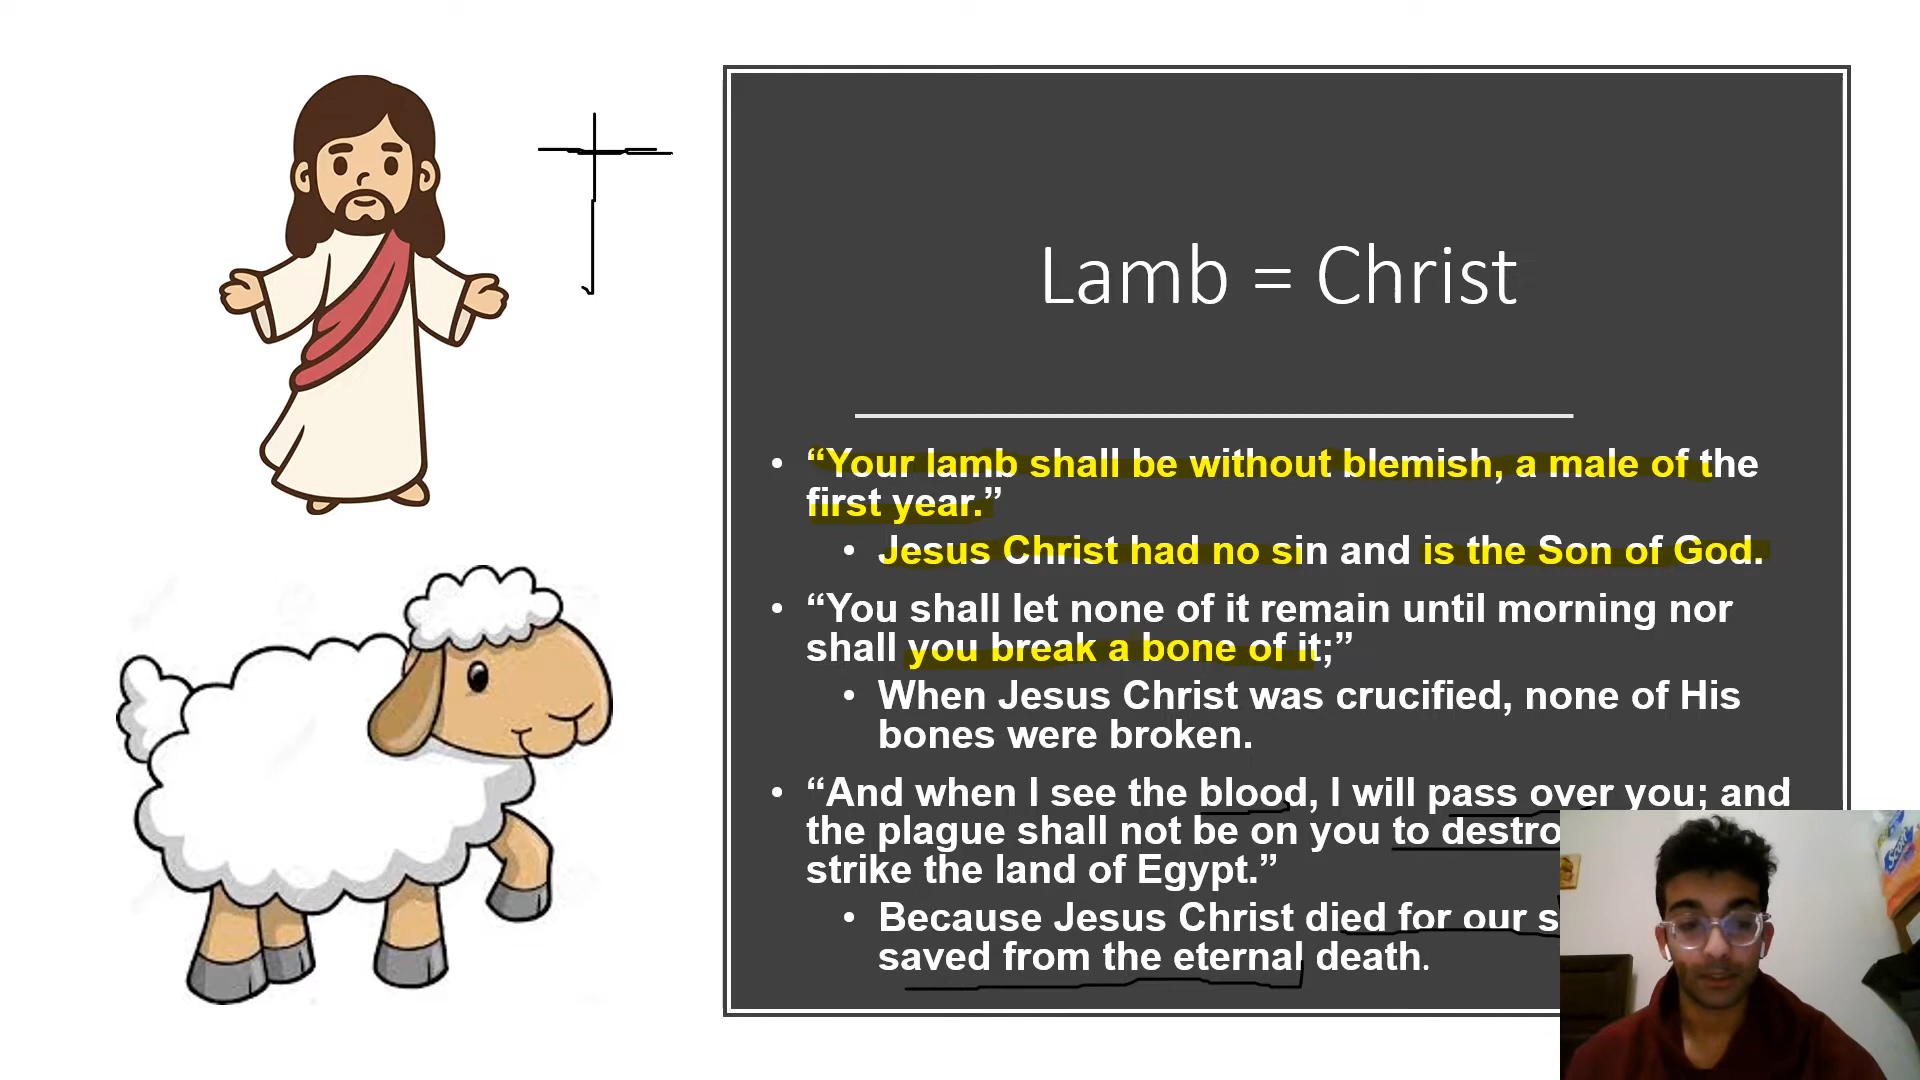 Lamb = Christ
• “Your lamb shall be without blemish, a male of the
first year.”
• Jesus Christ had no sin and is the Son of God.
• “You shall let none of it remain until morning nor
shall you break a bone of it;”
• When Jesus Christ was crucified, none of His
bones were broken.
• “And when I see the blood, I will pass over you; and
the plague shall not be on you to destro
strike the land of Egypt.”
• Because Jesus Christ died for our s
saved from the eternal death.
Scott